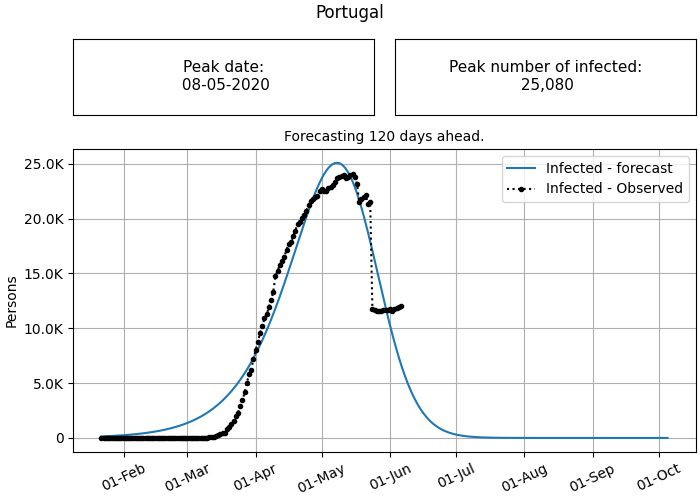 Portugal
Peak date:
08-05-2020
Peak number of infected:
25,080
Forecasting 120 days ahead.
Infected - forecast
Infected - Observed
Persons
25.0K
20.0K
15.0K
10.0K
5.0K
0
01-Feb
01-Mar
01-Apr
01-May
01-Jun
01-Jul
01-Aug
01-Sep
01-Oct